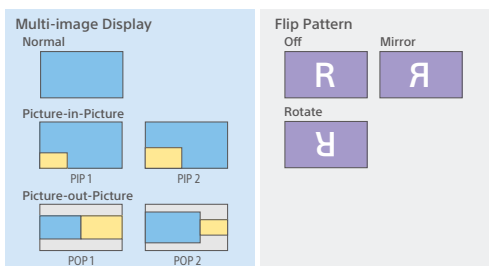 Multi-image Display
Normal
Picture-in-Picture
PIP 1
PIP 2
Picture-out-Picture
POP 1
POP 2
Flip Pattern
Off
Mirror
R
Я
Rotate
R